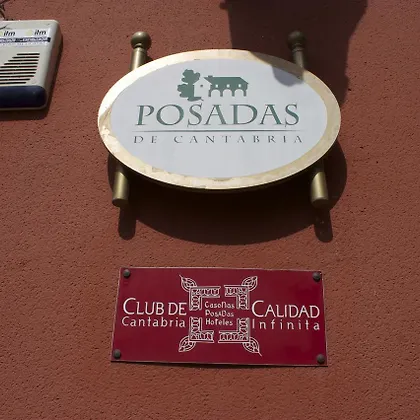 POSADAS
DE CANTABRIA
CLUB DE CALIDAD
Cantabria Infinita
Casonas
Posadas
Hoteles